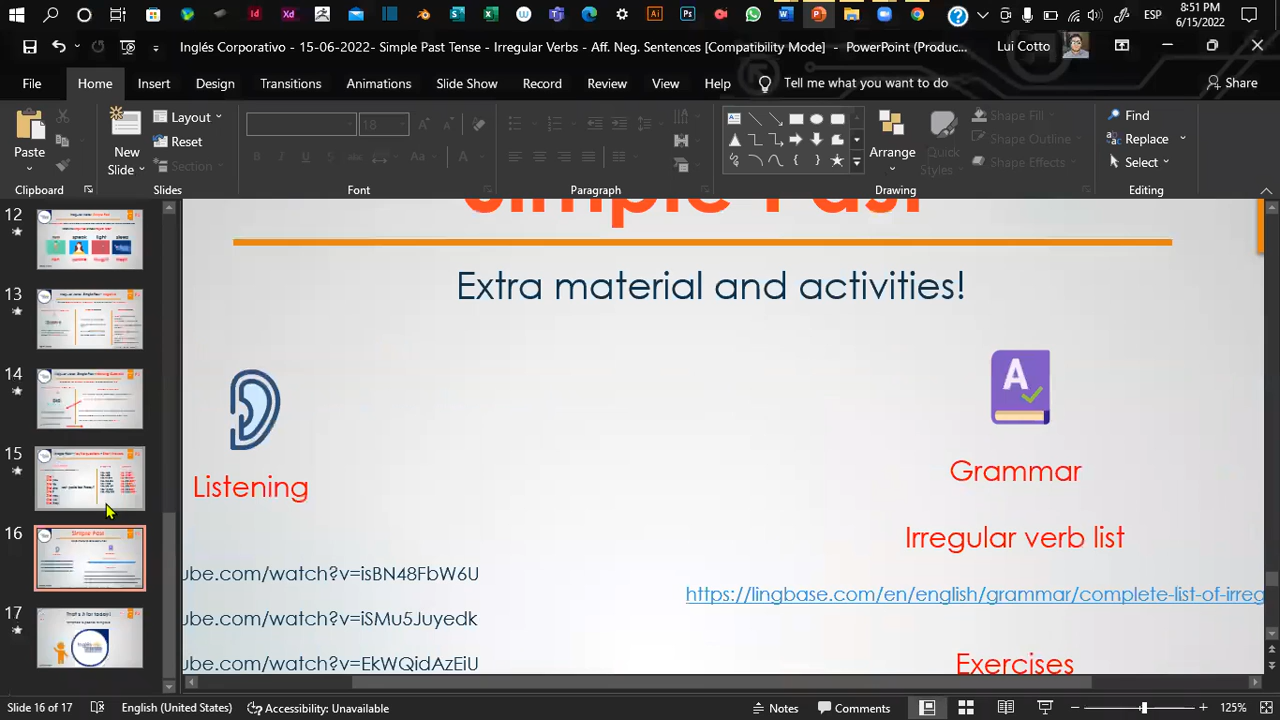 8:51 PM
ESP
6/15/2022
Inglés Corporativo - 15-06-2022- Simple Past Tense - Irregular Verbs - Aff. Neg. Sentences [Compatibility Mode] - PowerPoint (Produc...
Lui Cotto
File
Home
Insert
Design
Transitions
Animations
Slide Show
Record
Review
View
Help
Tell me what you want to do
Share
Paste
New Slide
Layout
Reset
Section
18
Arrange
Quick Styles
Shape Fill
Shape Outline
Shape Effects
Find
Replace
Select
Clipboard
Slides
Font
Paragraph
Drawing
Editing
12
13
14
15
16
17
Simple Past
Extra material and activities!
Listening
ube.com/watch?v=isBN48FbW6U
ube.com/watch?v=iSMu5Juyedk
ube.com/watch?v=EkWQidAzEiU
A
Grammar
Irregular verb list
https://lingbase.com/en/english/grammar/complete-list-of-irreg
Exercises
Slide 16 of 17
English (United States)
Accessibility: Unavailable
Notes
Comments
125%